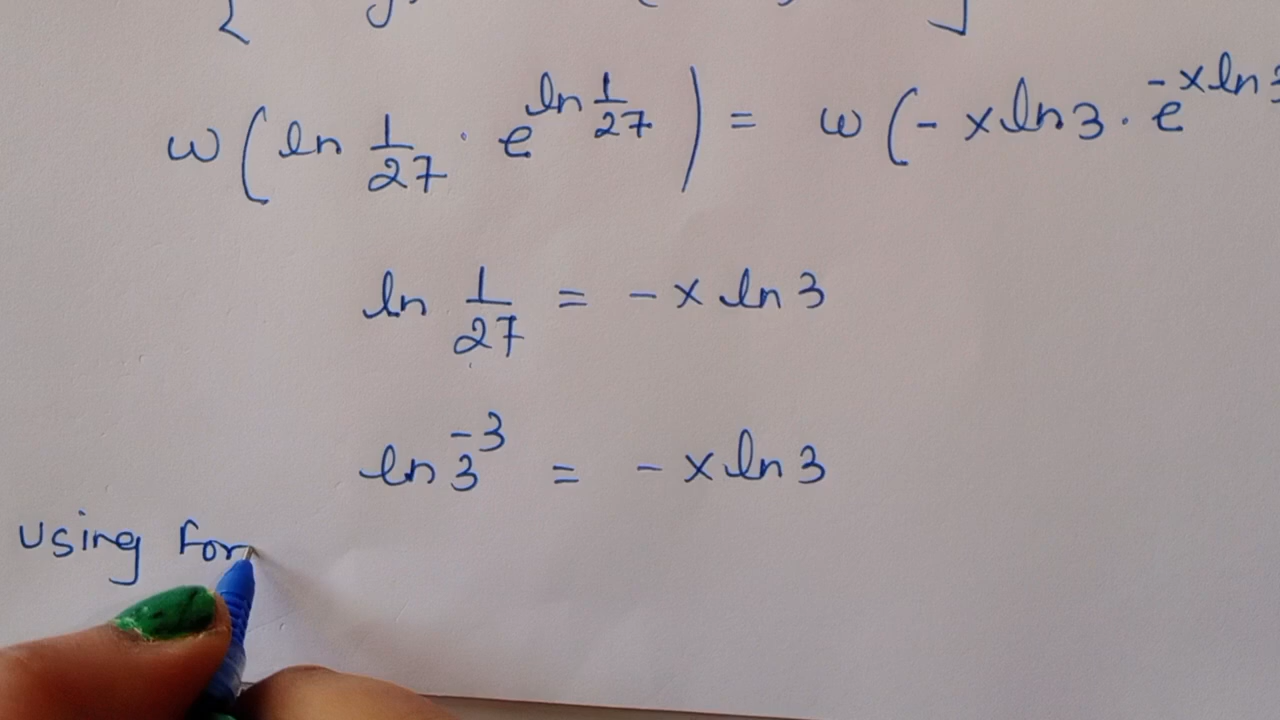 w(ln 1/27 · e^(ln 1/27)) = w(- x ln3 · e^(-x ln 3
ln 1/27 = - x ln 3
ln 3^-3 = - x ln 3
Using For